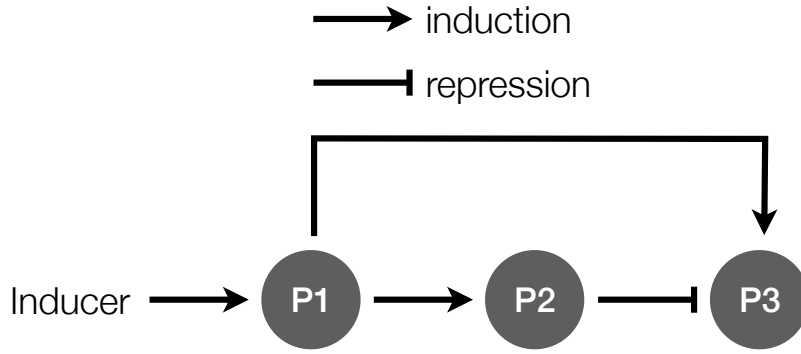 induction
repression
Inducer
P1
P2
P3